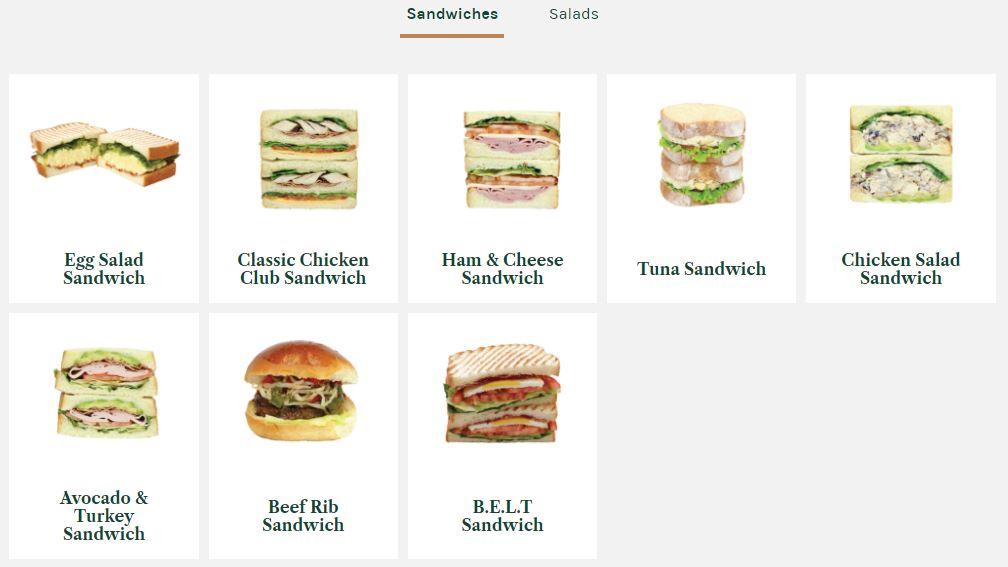 Sandwiches
Salads
Egg Salad
Sandwich
Classic Chicken
Club Sandwich
Ham & Cheese
Sandwich
Tuna Sandwich
Chicken Salad
Sandwich
Avocado &
Turkey
Sandwich
Beef Rib
Sandwich
B.E.L.T
Sandwich